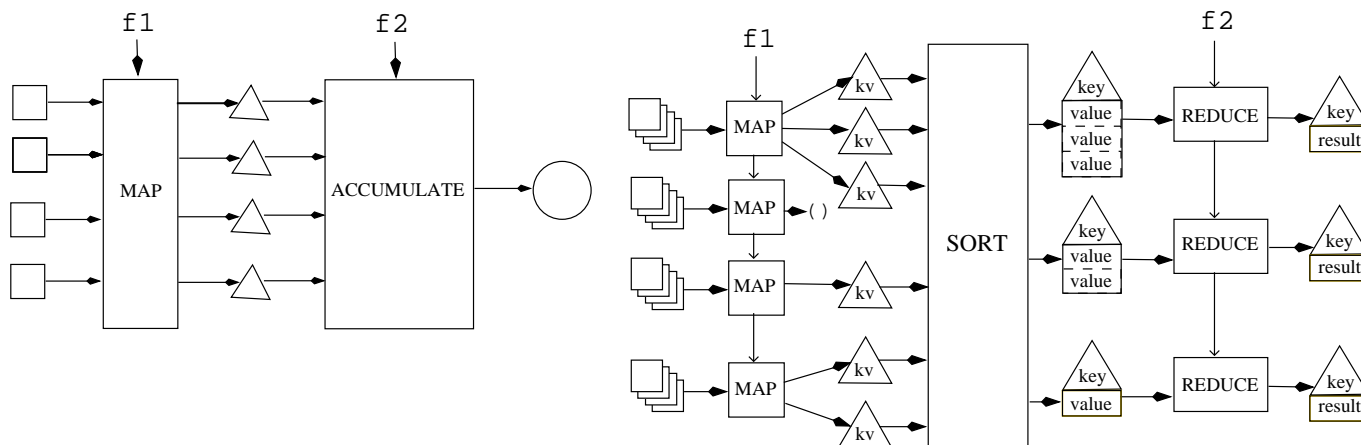 f1
f2
MAP
ACCUMULATE
f1
MAP
kv
kv
kv
MAP
()
MAP
kv
MAP
kv
kv
SORT
key
value
value
value
key
value
value
key
value
f2
REDUCE
REDUCE
REDUCE
key
result
key
result
key
result